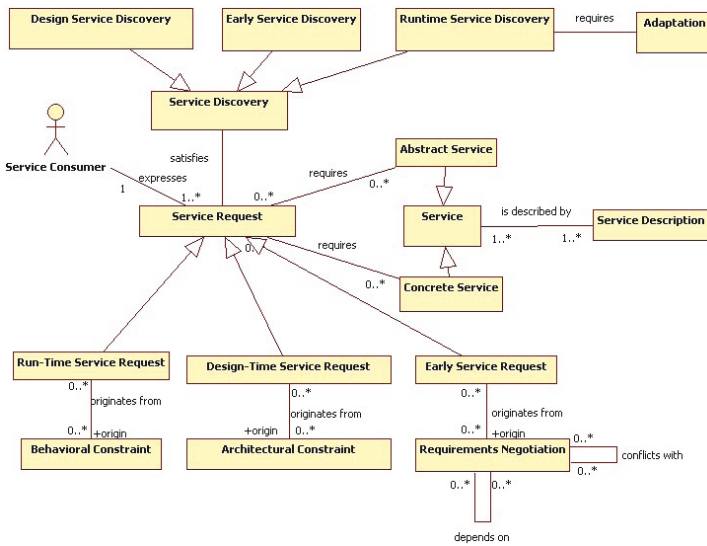 Design Service Discovery
Early Service Discovery
Runtime Service Discovery
requires
Adaptation
Service Discovery
Service Consumer
satisfies
expresses
1
1..*
0..*
requires
0..*
Abstract Service
Service Request
Service
is described by
1..*
1..*
Service Description
0..
requires
0..*
Concrete Service
Run-Time Service Request
Design-Time Service Request
Early Service Request
0..*
originates from
0..*
+origin
0..*
originates from
+origin
0..*
0..*
originates from
0..*
+origin
Behavioral Constraint
Architectural Constraint
Requirements Negotiation
0..*
conflicts with
0..*
0..*
0..*
depends on